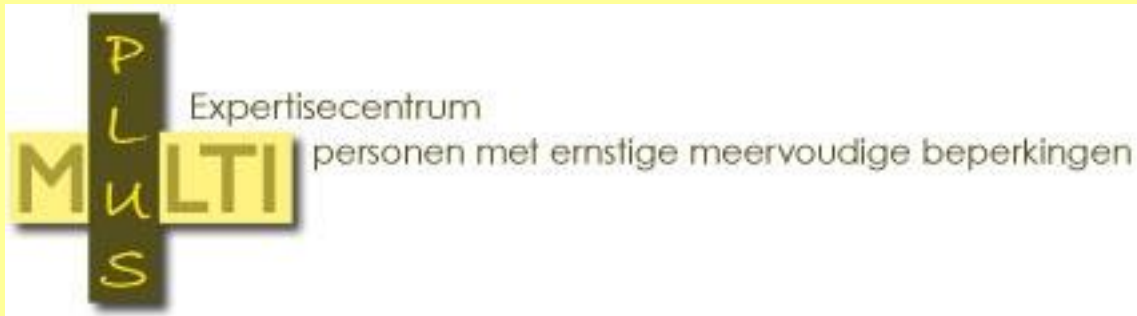 PLUS
MULTI
Expertisecentrum
personen met ernstige meervoudige beperkingen